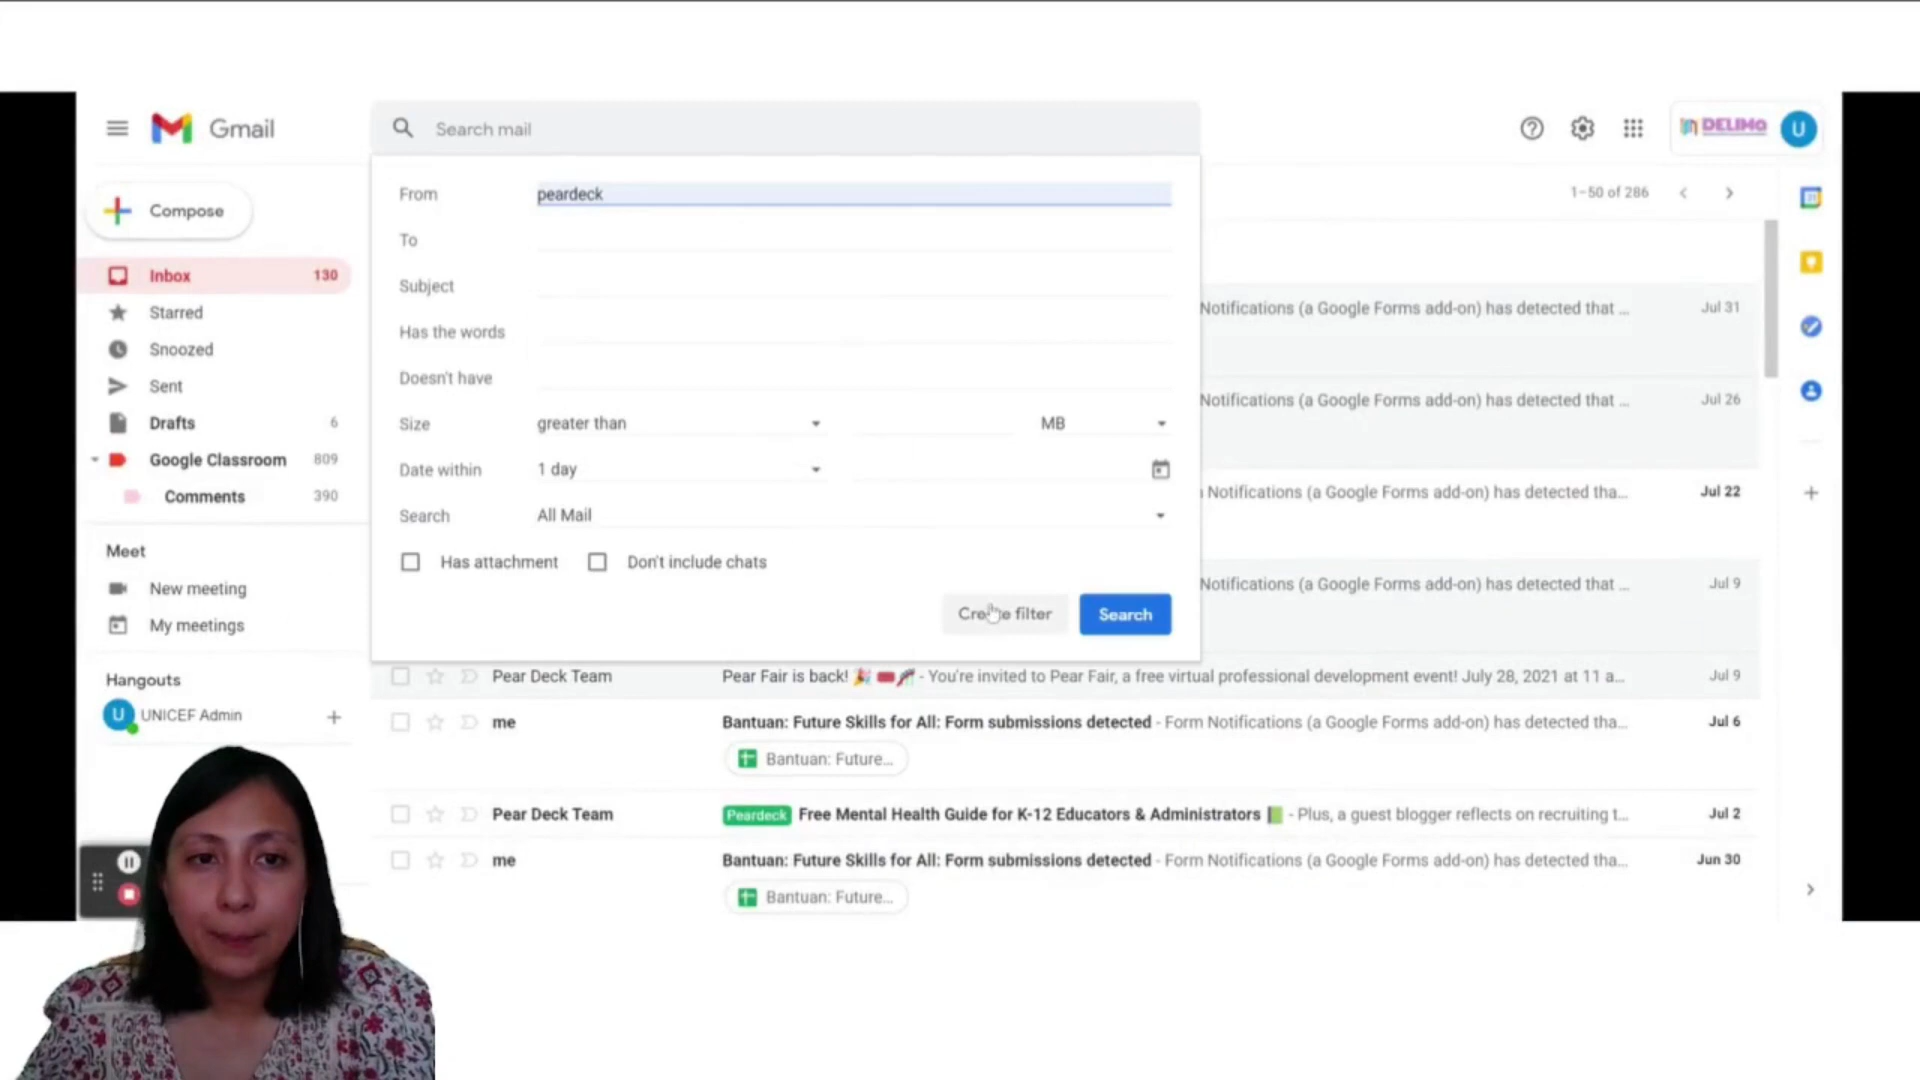 Gmail
Search mail
DELIMa
U
Compose
1–50 of 286
From peardeck
To
Subject
Has the words
Doesn't have
Size greater than MB
Date within 1 day
Search All Mail
Has attachment Don't include chats
Create filter Search
Inbox 130
Starred
Snoozed
Sent
Drafts 6
Google Classroom 809
Comments 390
Meet
New meeting
My meetings
Hangouts
U UNICEF Admin
Notifications (a Google Forms add-on) has detected that ... Jul 31
Notifications (a Google Forms add-on) has detected that ... Jul 26
Notifications (a Google Forms add-on) has detected tha... Jul 22
Notifications (a Google Forms add-on) has detected that ... Jul 9
Pear Deck Team Pear Fair is back! - You're invited to Pear Fair, a free virtual professional development event! July 28, 2021 at 11 a... Jul 9
me Bantuan: Future Skills for All: Form submissions detected - Form Notifications (a Google Forms add-on) has detected tha... Jul 6
Bantuan: Future...
Pear Deck Team Peardeck Free Mental Health Guide for K-12 Educators & Administrators - Plus, a guest blogger reflects on recruiting t... Jul 2
me Bantuan: Future Skills for All: Form submissions detected - Form Notifications (a Google Forms add-on) has detected tha... Jun 30
Bantuan: Future...